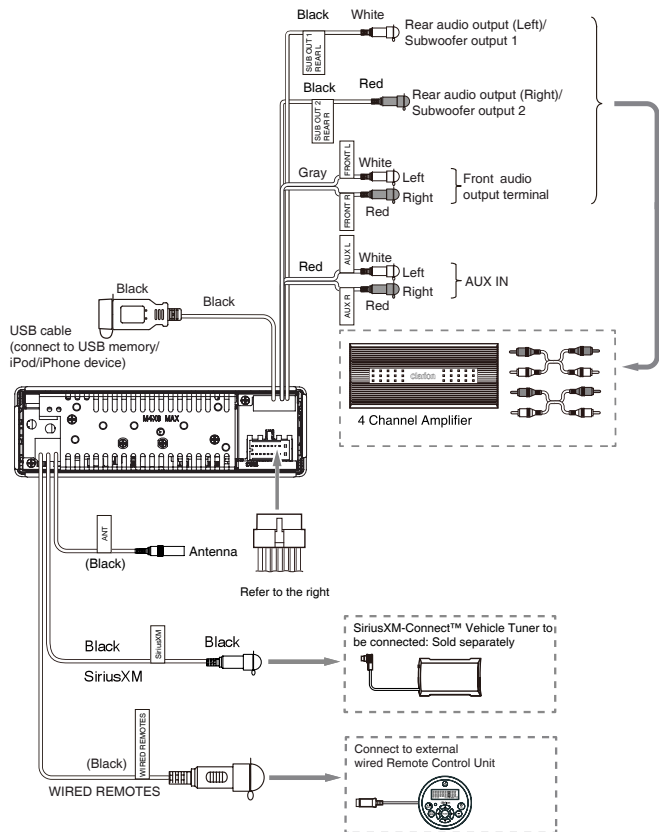 Black White
Rear audio output (Left)/
Subwoofer output 1
SUB OUT 1
REAR L
Black Red
Rear audio output (Right)/
Subwoofer output 2
SUB OUT 2
REAR R
Gray
FRONT L
White
Left
Right
Red
FRONT R
Front audio
output terminal
Red
AUX L
White
Left
Right
Red
AUX R
AUX IN
Black
Black
USB cable
(connect to USB memory/
iPod/iPhone device)
clarion
4 Channel Amplifier
M4X8 MAX
ANT
(Black)
Antenna
Refer to the right
Black
SiriusXM
Black
SiriusXM
SiriusXM-Connect™ Vehicle Tuner to
be connected: Sold separately
(Black)
WIRED REMOTES
WIRED REMOTES
Connect to external
wired Remote Control Unit